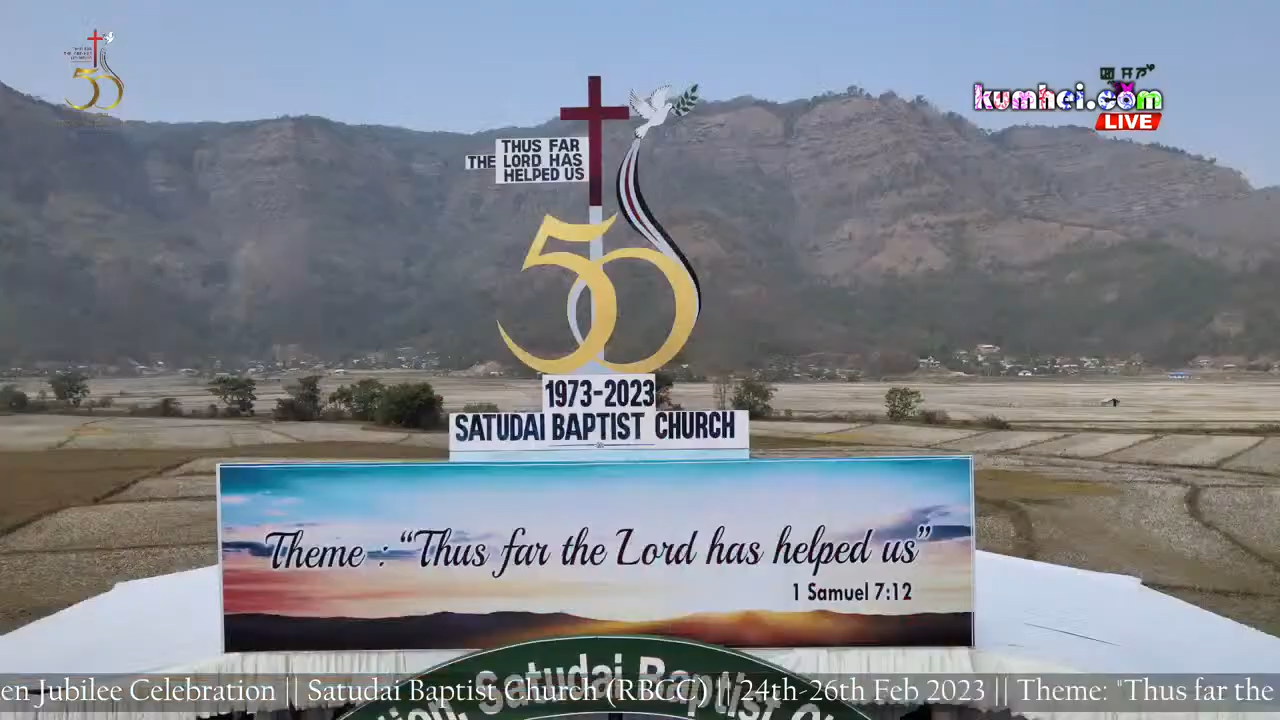 50
kumhei.com
LIVE
THUS FAR
THE LORD HAS
HELPED US
50
1973-2023
SATUDAI BAPTIST CHURCH
Theme : “Thus far the Lord has helped us”
1 Samuel 7:12
Satudai Baptist
en Jubilee Celebration || Satudai Baptist Church (RBCC) || 24th-26th Feb 2023 || Theme: "Thus far the